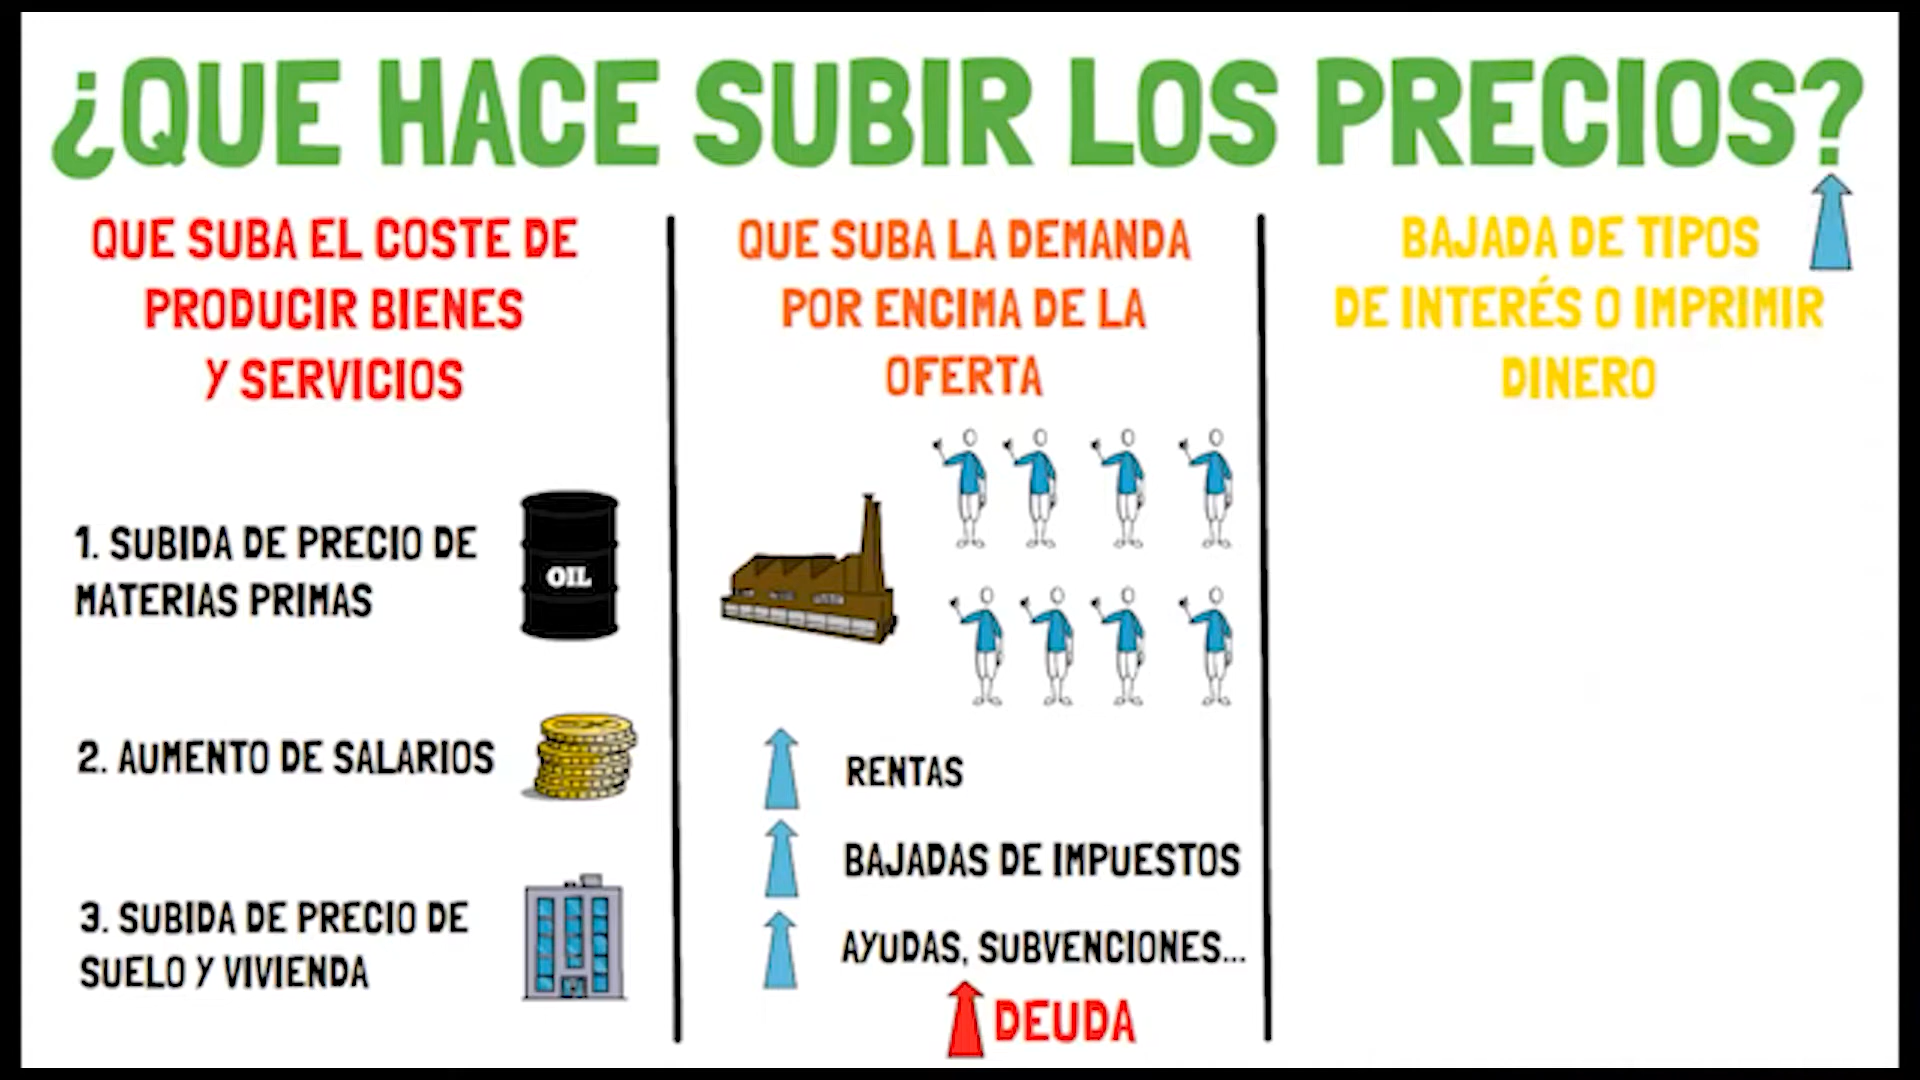 ¿QUE HACE SUBIR LOS PRECIOS?
QUE SUBA EL COSTE DE
PRODUCIR BIENES
Y SERVICIOS
1. SUBIDA DE PRECIO DE
MATERIAS PRIMAS
OIL
2. AUMENTO DE SALARIOS
3. SUBIDA DE PRECIO DE
SUELO Y VIVIENDA
QUE SUBA LA DEMANDA
POR ENCIMA DE LA
OFERTA
RENTAS
BAJADAS DE IMPUESTOS
AYUDAS, SUBVENCIONES...
DEUDA
BAJADA DE TIPOS
DE INTERÉS O IMPRIMIR
DINERO